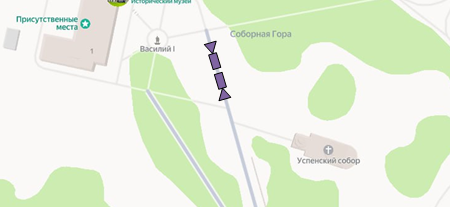 Исторический музей
Присутственные
места
1
Василий I
Соборная Гора
Успенский собор